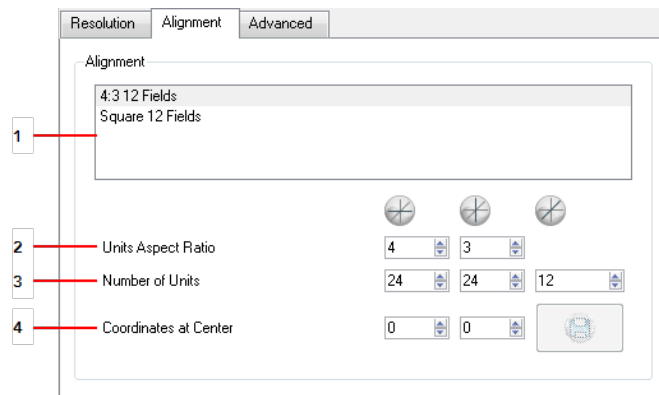 Resolution Alignment Advanced
Alignment
4:3 12 Fields
Square 12 Fields
1
2 Units Aspect Ratio 4 3
3 Number of Units 24 24 12
4 Coordinates at Center 0 0